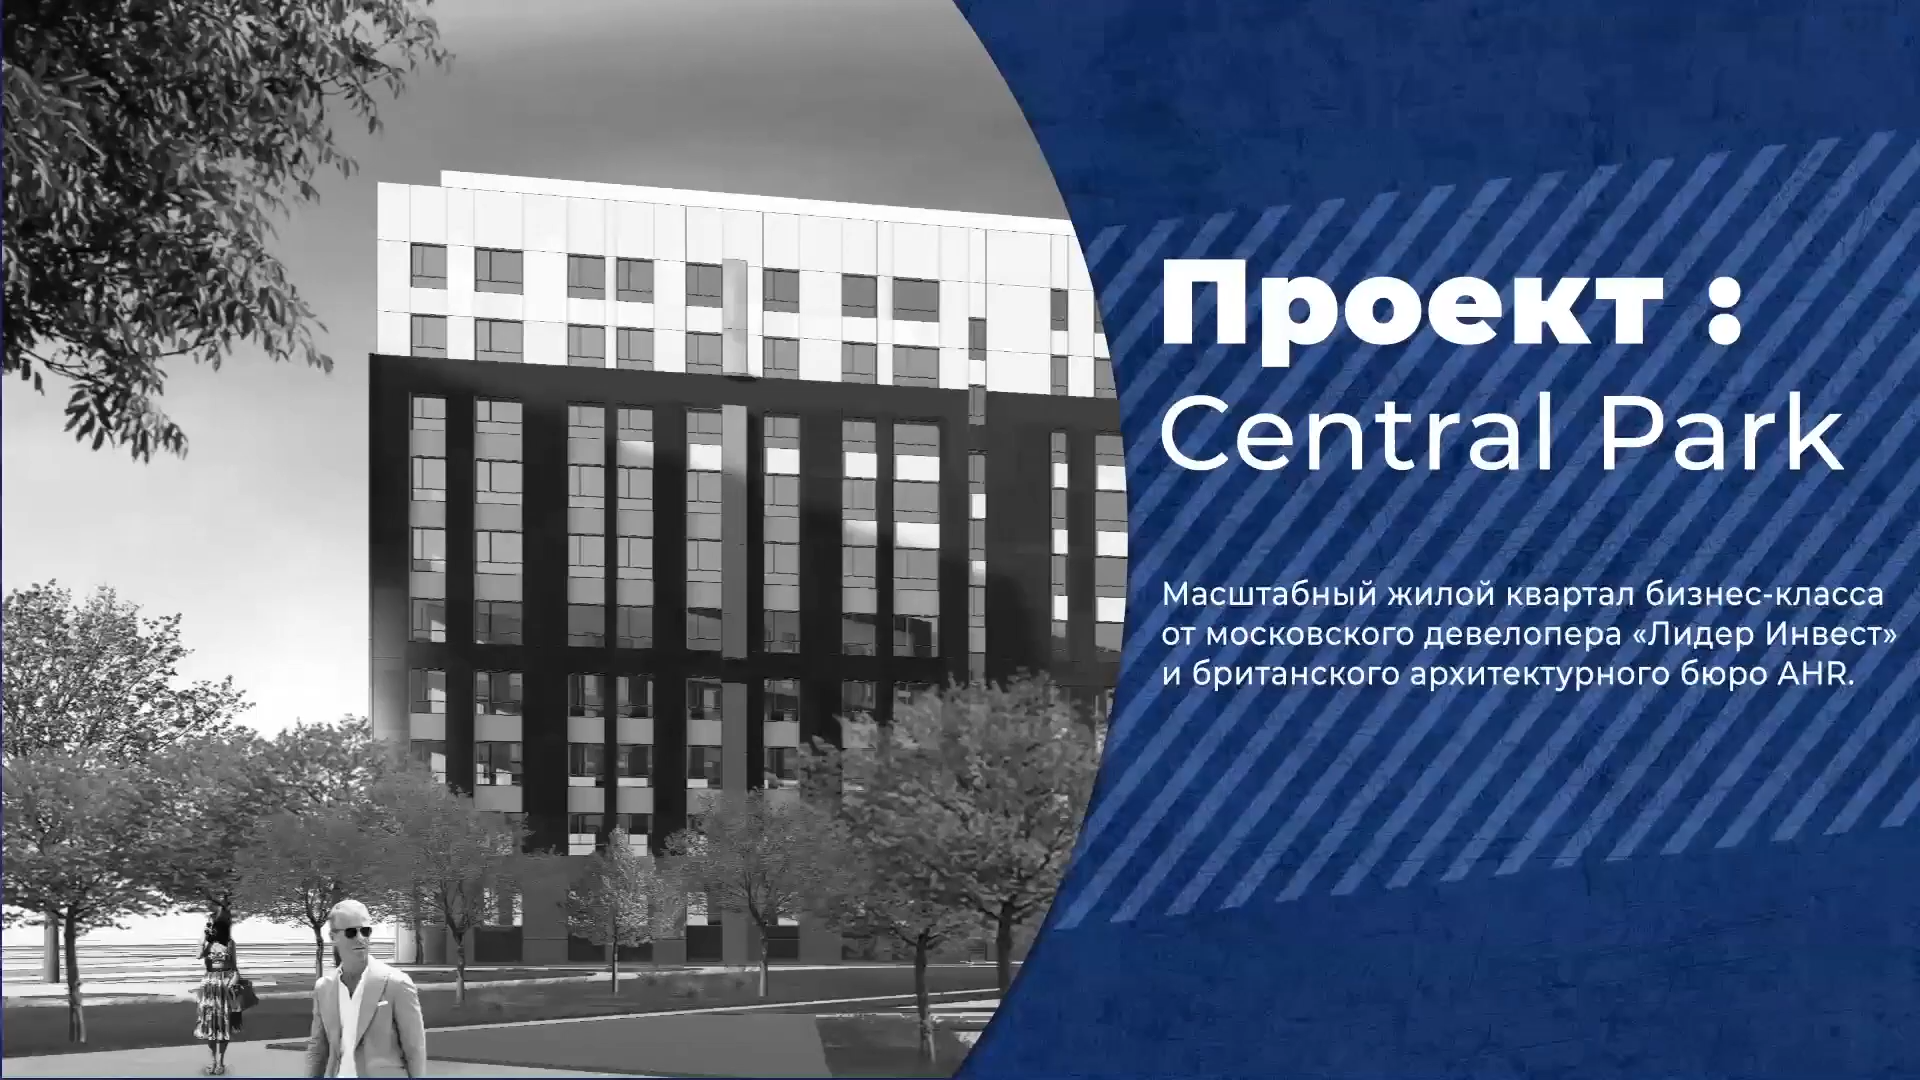 Проект :
Central Park
Масштабный жилой квартал бизнес-класса
от московского девелопера «Лидер Инвест»
и британского архитектурного бюро AHR.